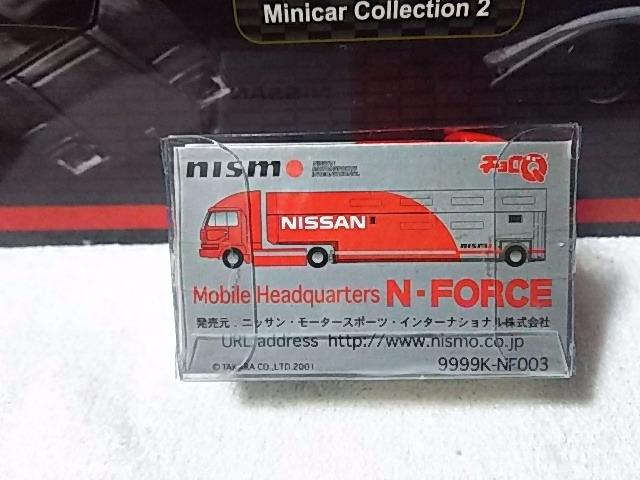 Minicar Collection 2
nismo
チョロQ
NISSAN
nismo
Mobile Headquarters N-FORCE
発売元．ニッサン・モータースポーツ・インターナショナル株式会社
URL address http://www.nismo.co.jp
© TAKARA CO.,LTD.2001 9999K-NF003